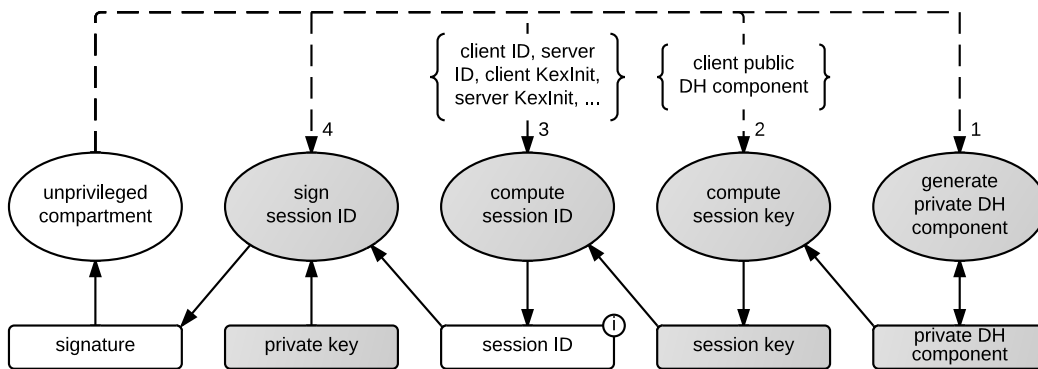 client ID, server
ID, client KexInit,
server KexInit, ...
client public
DH component
4
3
2
1
unprivileged
compartment
sign
session ID
compute
session ID
compute
session key
generate
private DH
component
signature
private key
session ID
i
session key
private DH
component